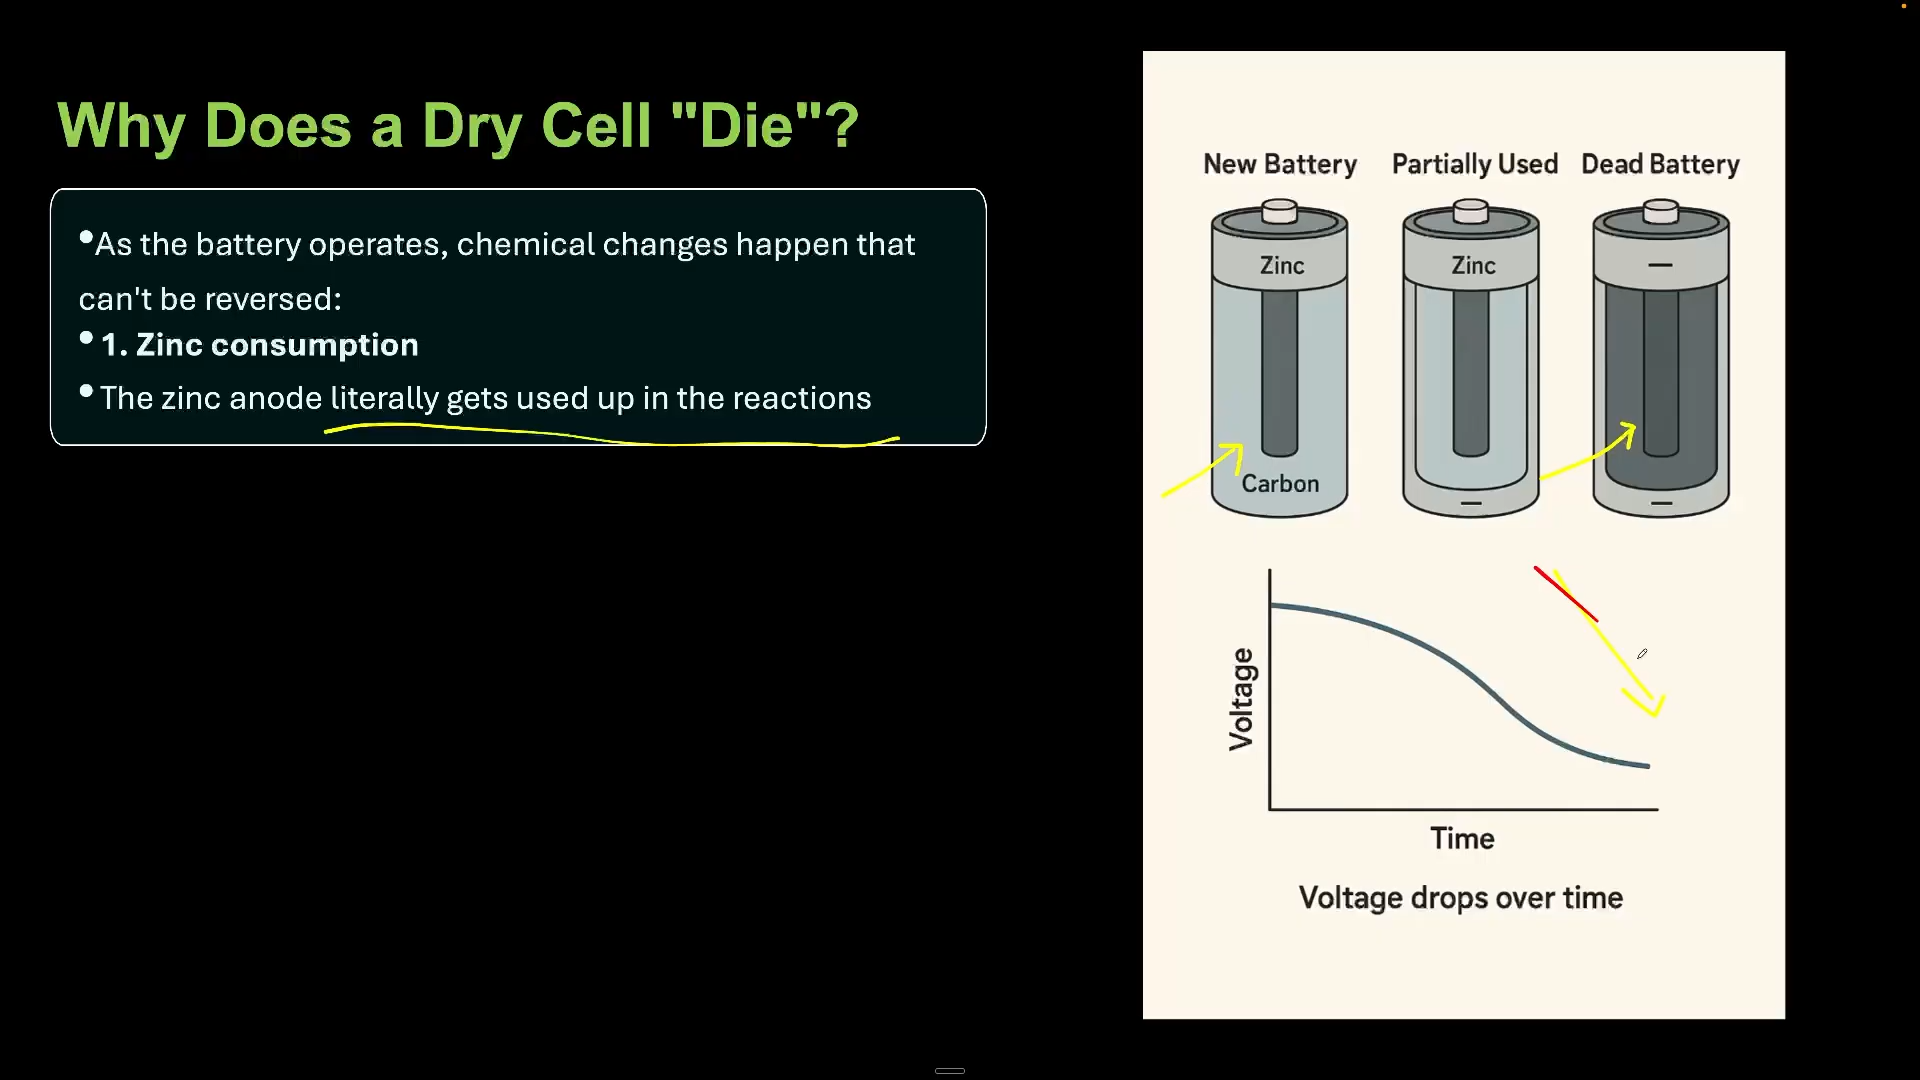 Why Does a Dry Cell "Die"?
•As the battery operates, chemical changes happen that
can't be reversed:
• 1. Zinc consumption
• The zinc anode literally gets used up in the reactions
New Battery
Partially Used
Dead Battery
Zinc
Zinc
Carbon
Voltage
Time
Voltage drops over time